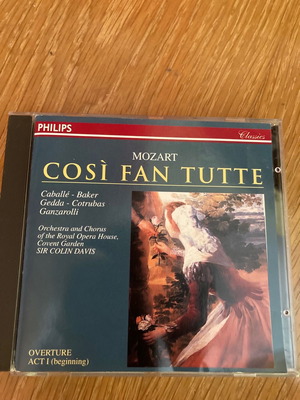 PHILIPS
Classics
MOZART
COSÌ FAN TUTTE
Caballé - Baker
Gedda - Cotrubas
Ganzarolli
Orchestra and Chorus
of the Royal Opera House,
Covent Garden
SIR COLIN DAVIS
OVERTURE
ACT I (beginning)